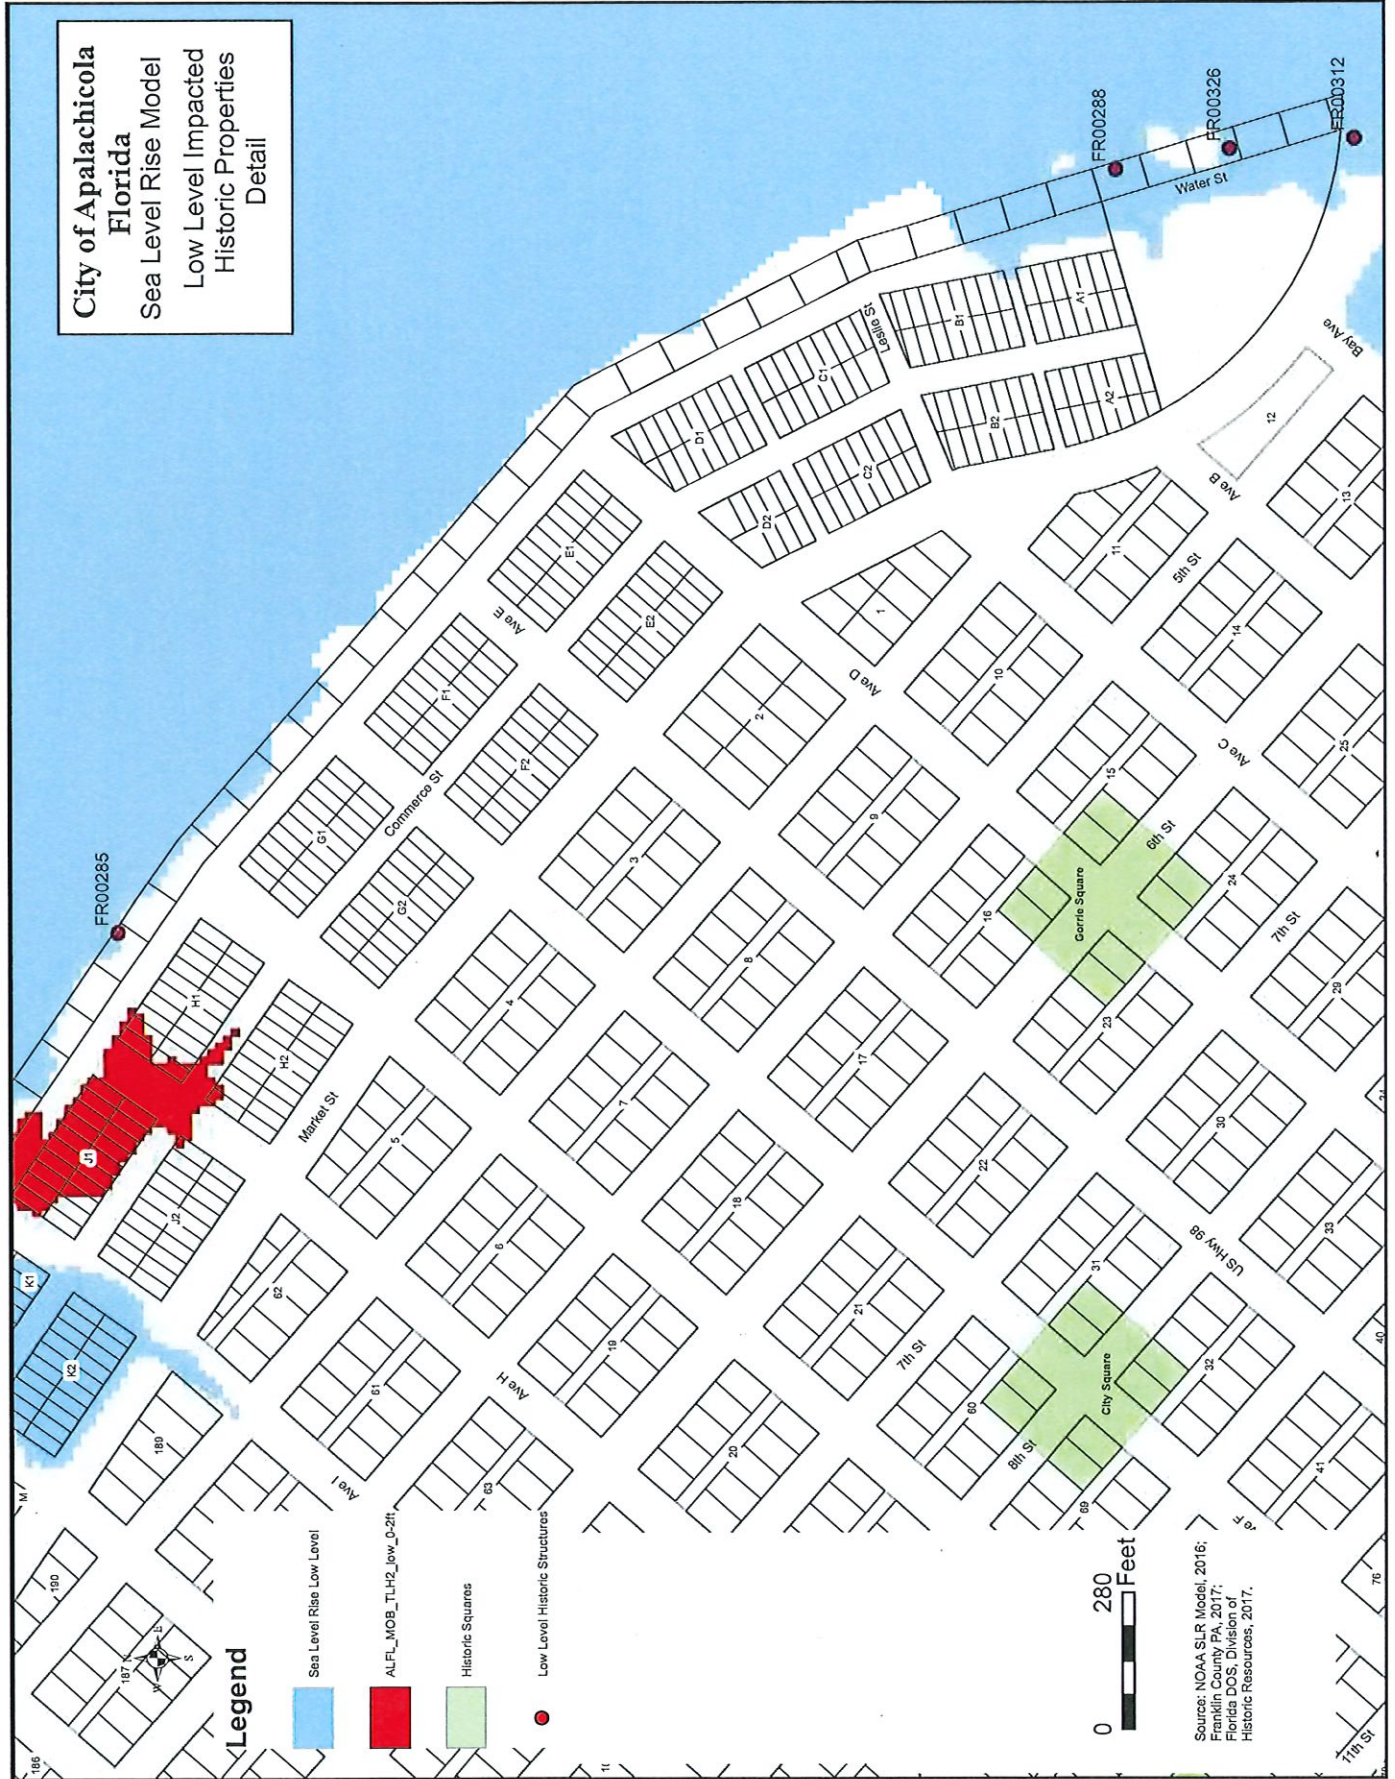 City of Apalachicola
Florida
Sea Level Rise Model
Low Level Impacted
Historic Properties
Detail
FR00285
FR00288
FR00326
FR00312
Water St
Leslie St
Bay Ave
Ave B
Ave C
Ave D
Ave E
Commerce St
Market St
5th St
6th St
7th St
7th St
8th St
11th St
US Hwy 98
Ave H
Ave I
Gorrie Square
City Square
K1
K2
J1
J2
H1
H2
G1
G2
F1
F2
E1
E2
D1
D2
C1
C2
B1
B2
A1
A2
M
1
2
3
4
5
6
7
8
9
10
11
12
13
14
15
16
17
18
19
20
21
22
23
24
25
29
30
31
32
33
40
41
60
61
62
63
69
76
186
187
189
190
N
E
S
W
Legend
Sea Level Rise Low Level
ALFL_MOB_TLH2_low_0-2ft
Historic Squares
Low Level Historic Structures
0 280
Feet
Source: NOAA SLR Model, 2016;
Franklin County PA, 2017;
Florida DOS, Division of
Historic Resources, 2017.